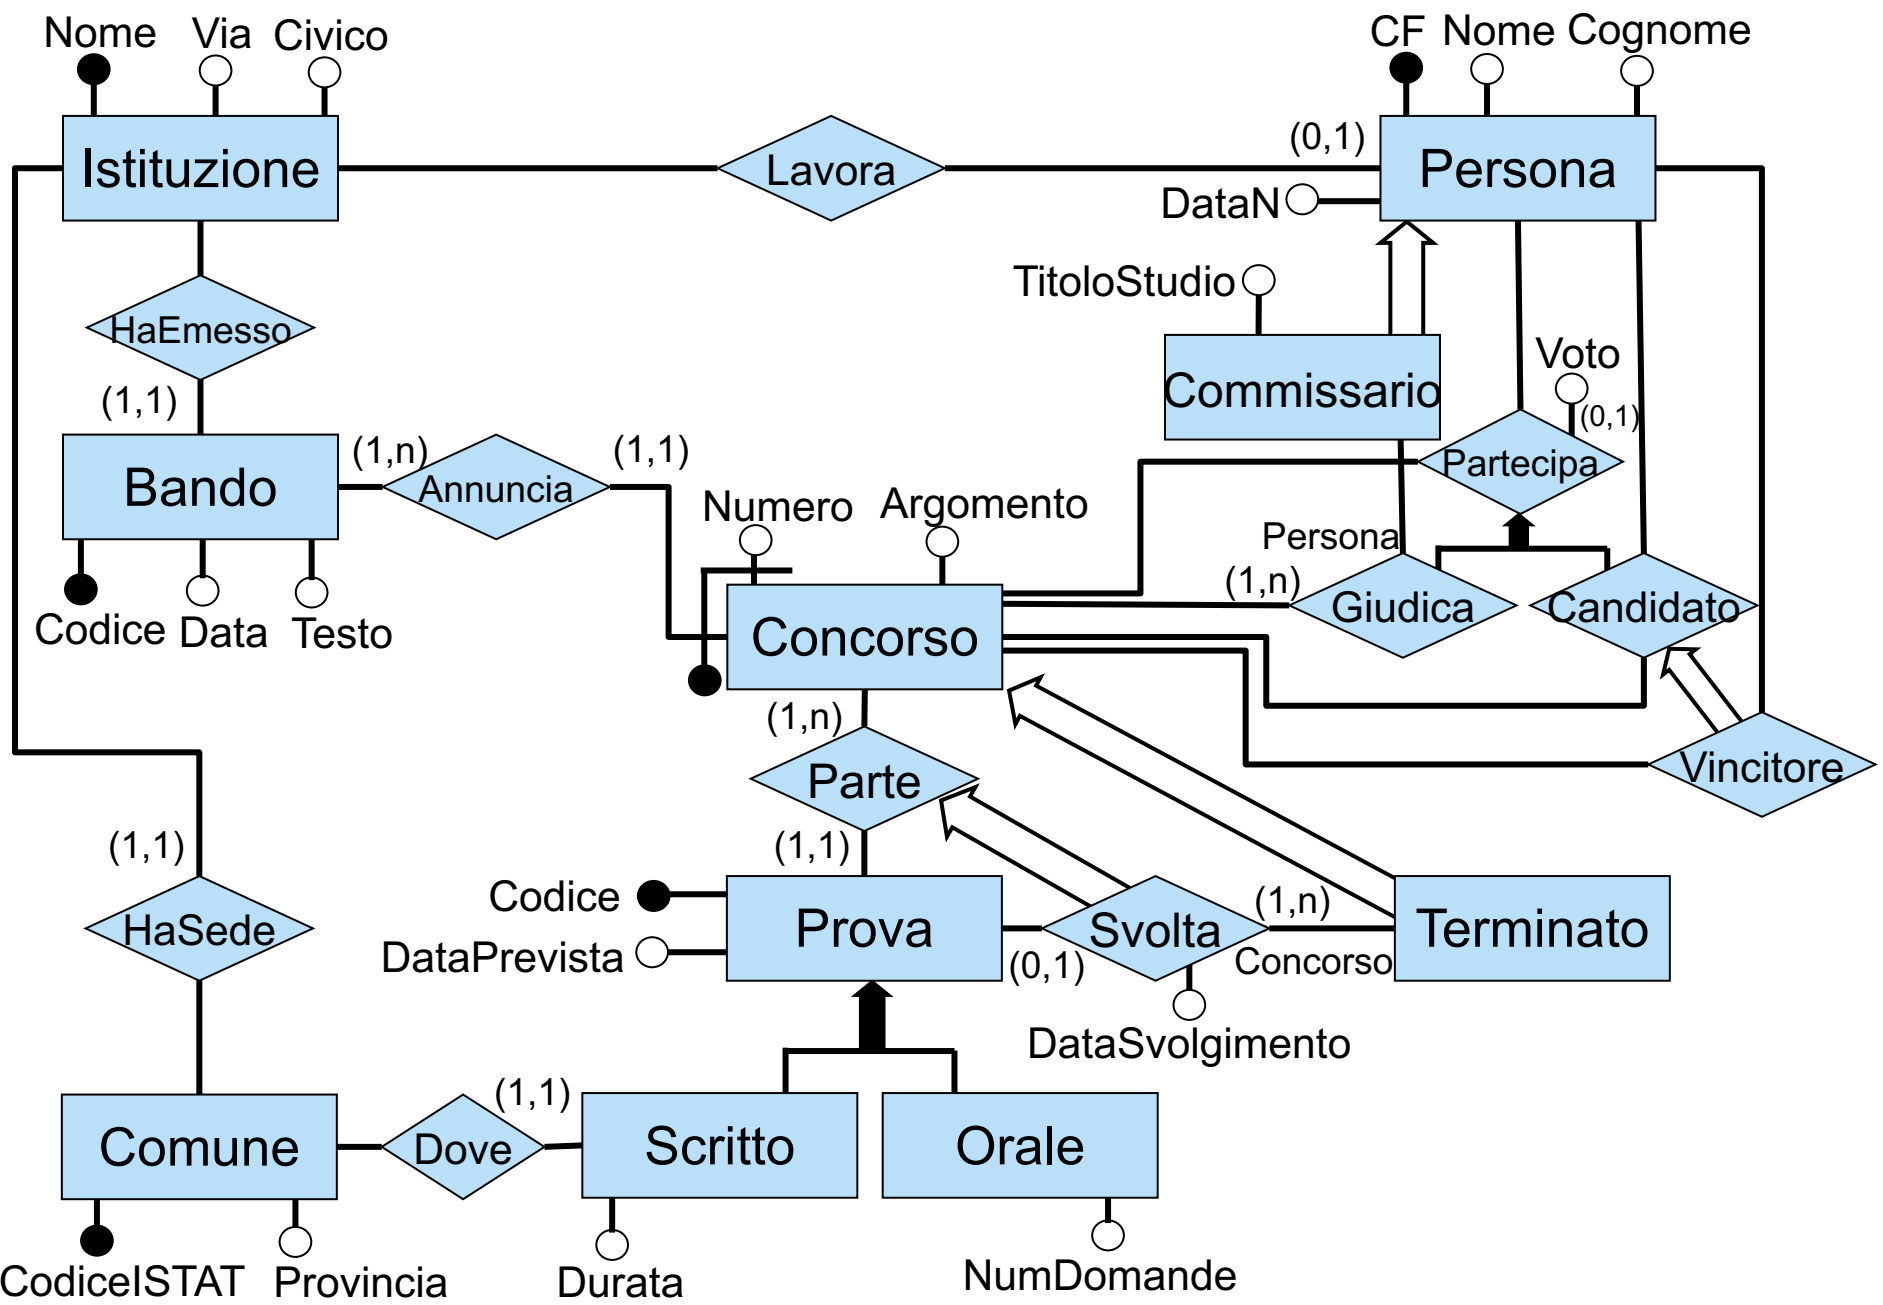 Nome Via Civico
CF Nome Cognome
Istituzione
Lavora
(0,1)
Persona
DataN
TitoloStudio
HaEmesso
(1,1)
Commissario
Voto
(0,1)
Bando
(1,n)
Annuncia
(1,1)
Partecipa
Numero
Argomento
Persona
(1,n)
Giudica
Candidato
Codice Data Testo
Concorso
(1,n)
Parte
Vincitore
(1,1)
(1,1)
Codice
Prova
Svolta
(1,n)
Terminato
HaSede
DataPrevista
(0,1)
Concorso
DataSvolgimento
(1,1)
Comune
Dove
Scritto
Orale
CodiceISTAT Provincia
Durata
NumDomande